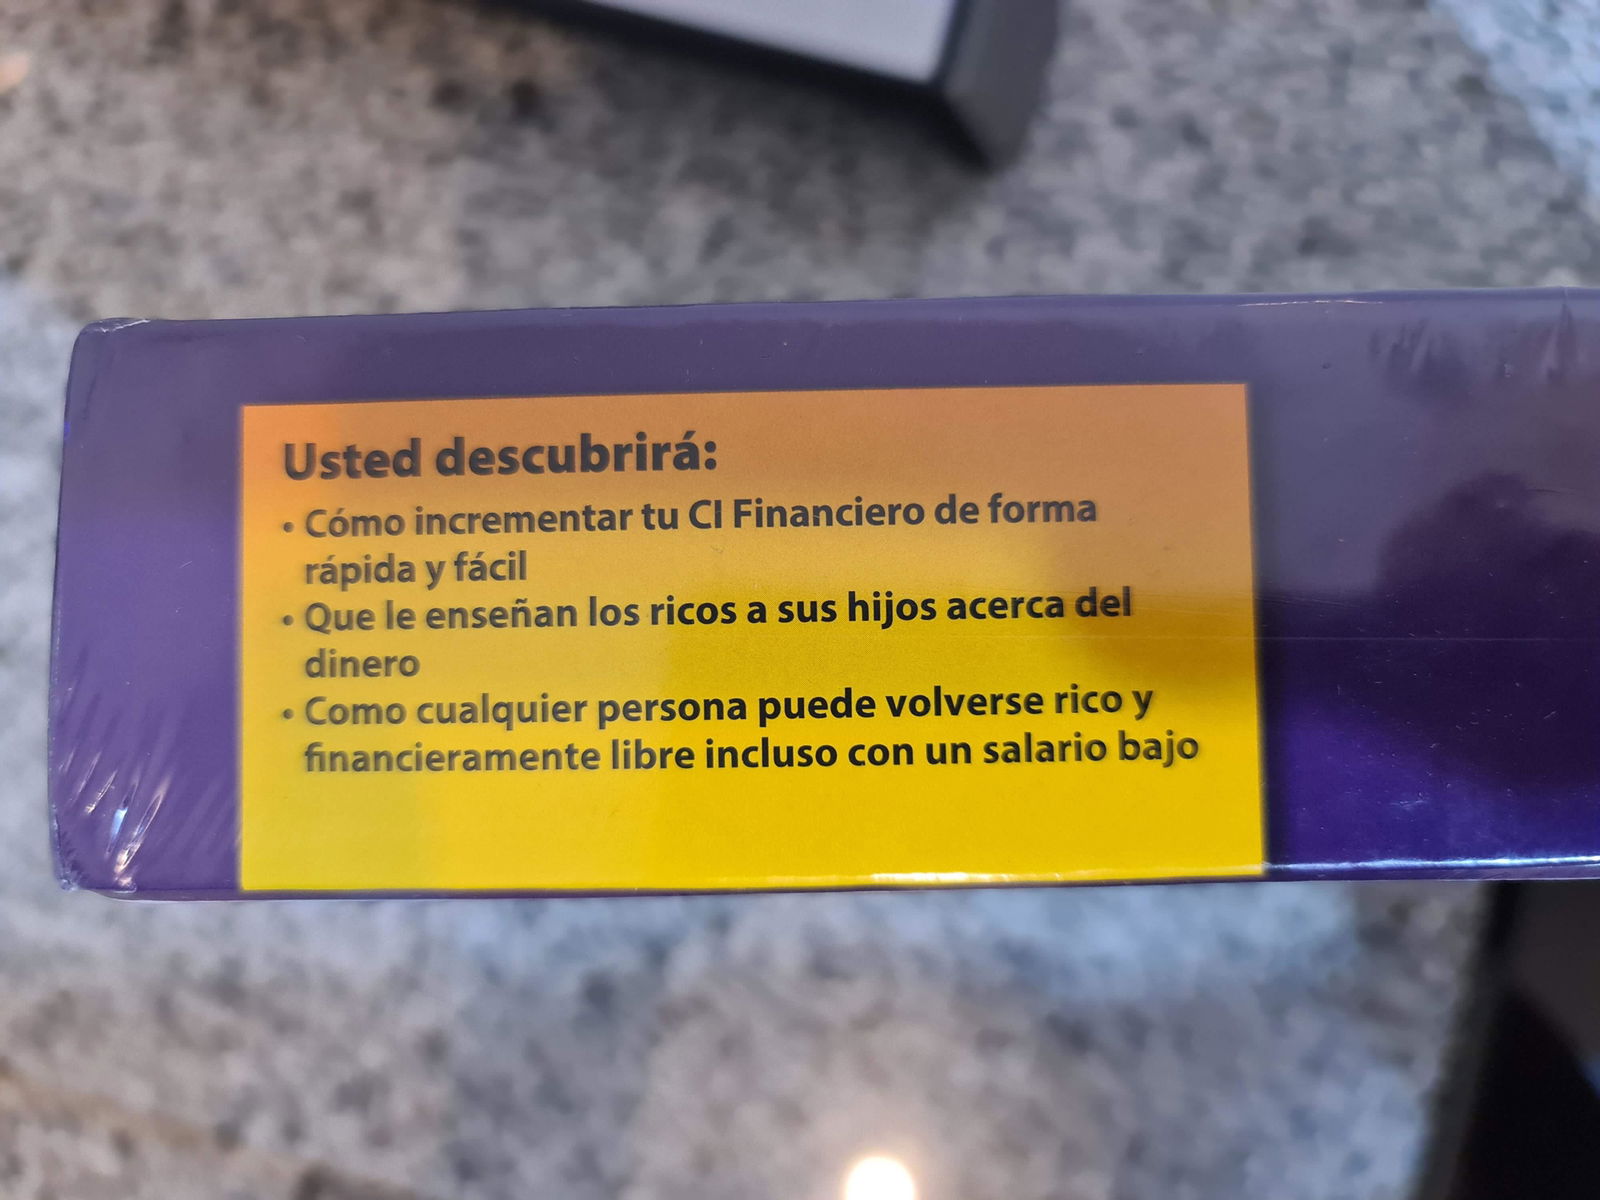 Usted descubrirá:
• Cómo incrementar tu CI Financiero de forma
rápida y fácil
• Que le enseñan los ricos a sus hijos acerca del
dinero
• Como cualquier persona puede volverse rico y
financieramente libre incluso con un salario bajo